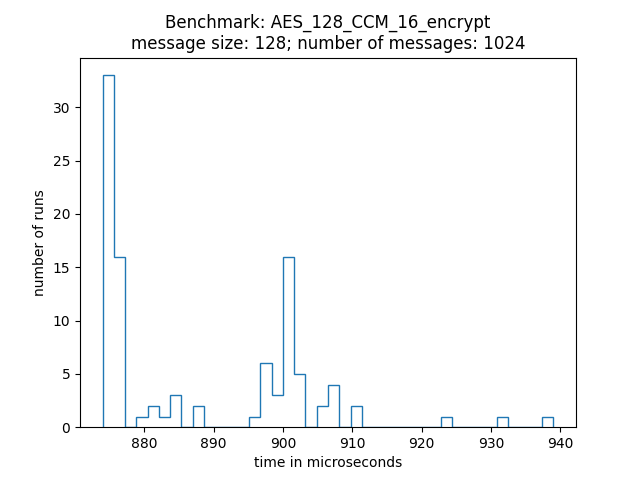 Benchmark: AES_128_CCM_16_encrypt
message size: 128; number of messages: 1024
number of runs
30
25
20
15
10
5
0
880 890 900 910 920 930 940
time in microseconds